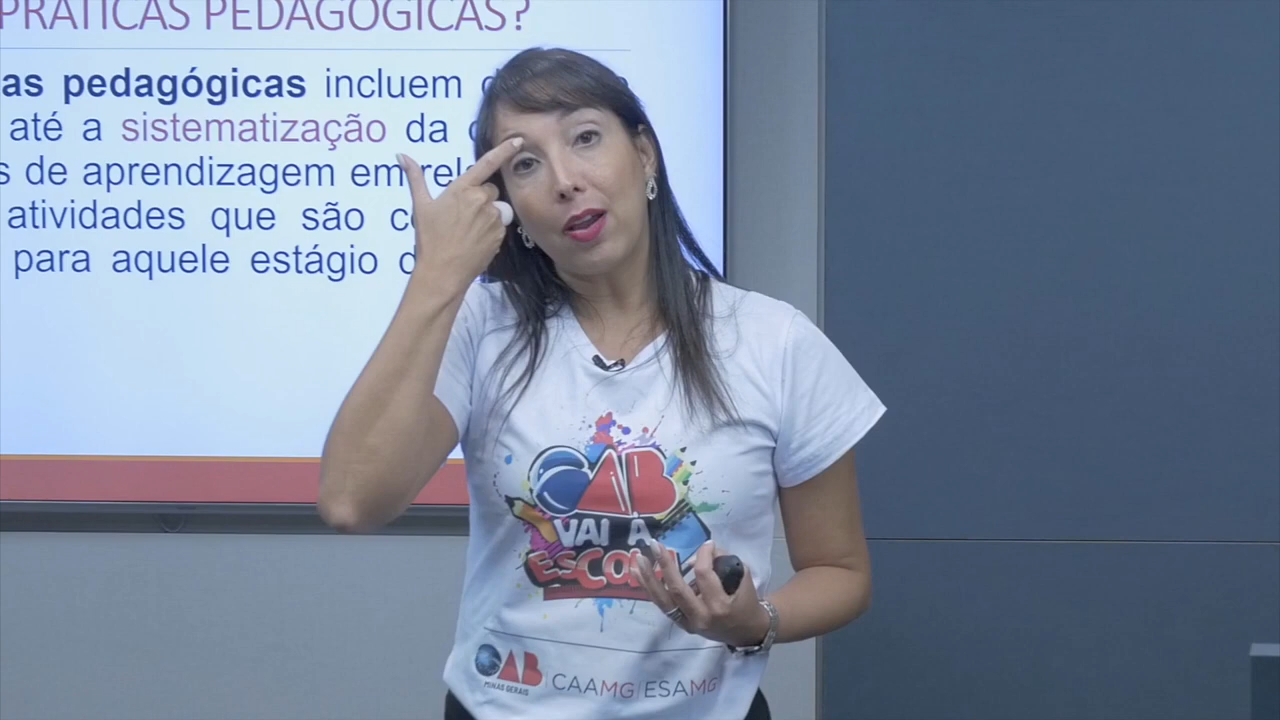 PRÁTICAS PEDAGÓGICAS?
as pedagógicas incluem
até a sistematização da
s de aprendizagem em
atividades que são
para aquele estágio
OAB
VAI À
ESCOLA
OAB
MINAS GERAIS
CAAMG|ESAMG